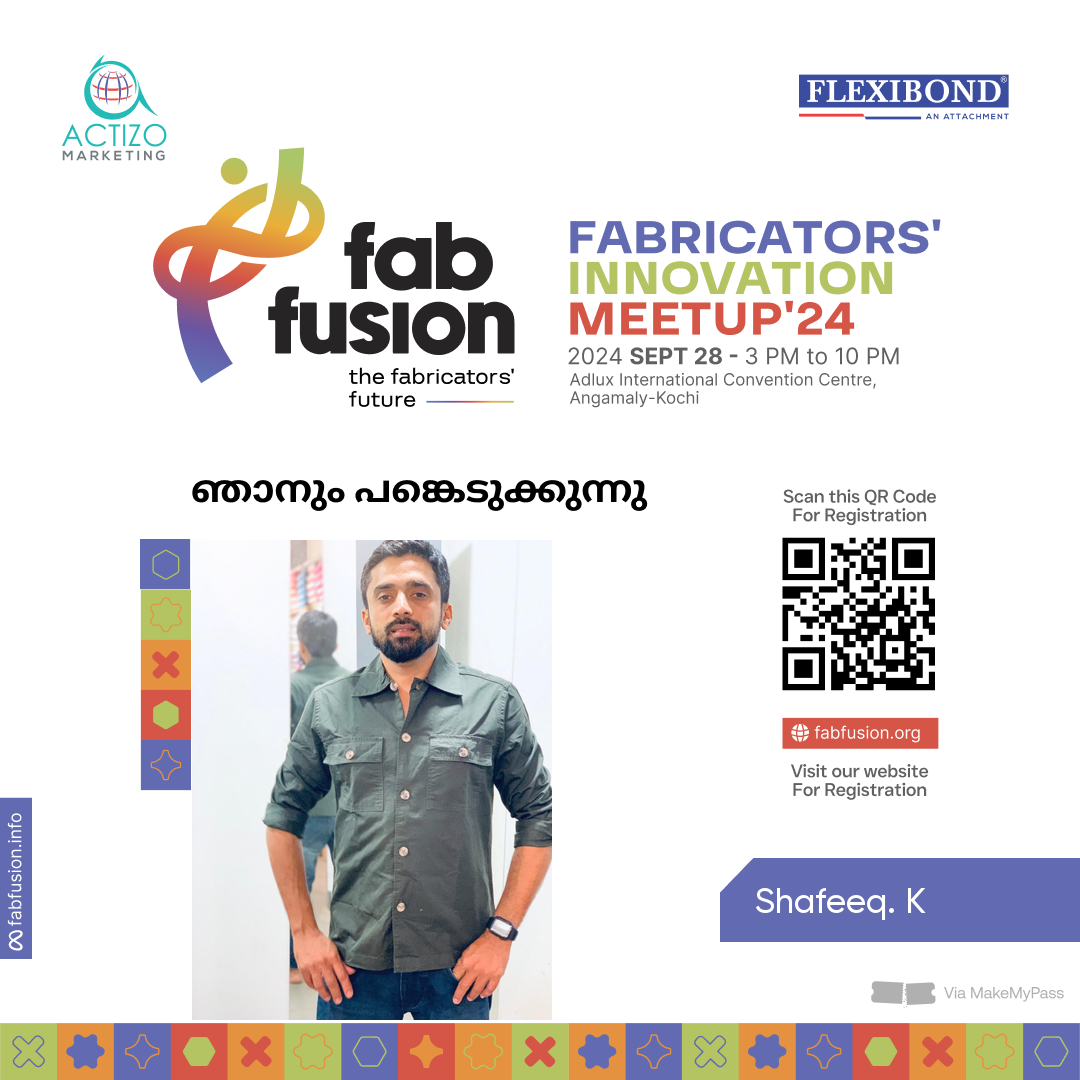 ACTIZO
MARKETING
FLEXIBOND®
AN ATTACHMENT
fab
fusion
the fabricators'
future
FABRICATORS'
INNOVATION
MEETUP'24
2024 SEPT 28 - 3 PM to 10 PM
Adlux International Convention Centre,
Angamaly-Kochi
ഞാനും പങ്കെടുക്കുന്നു
Scan this QR Code
For Registration
fabfusion.org
Visit our website
For Registration
fabfusion.info
Shafeeq. K
Via MakeMyPass